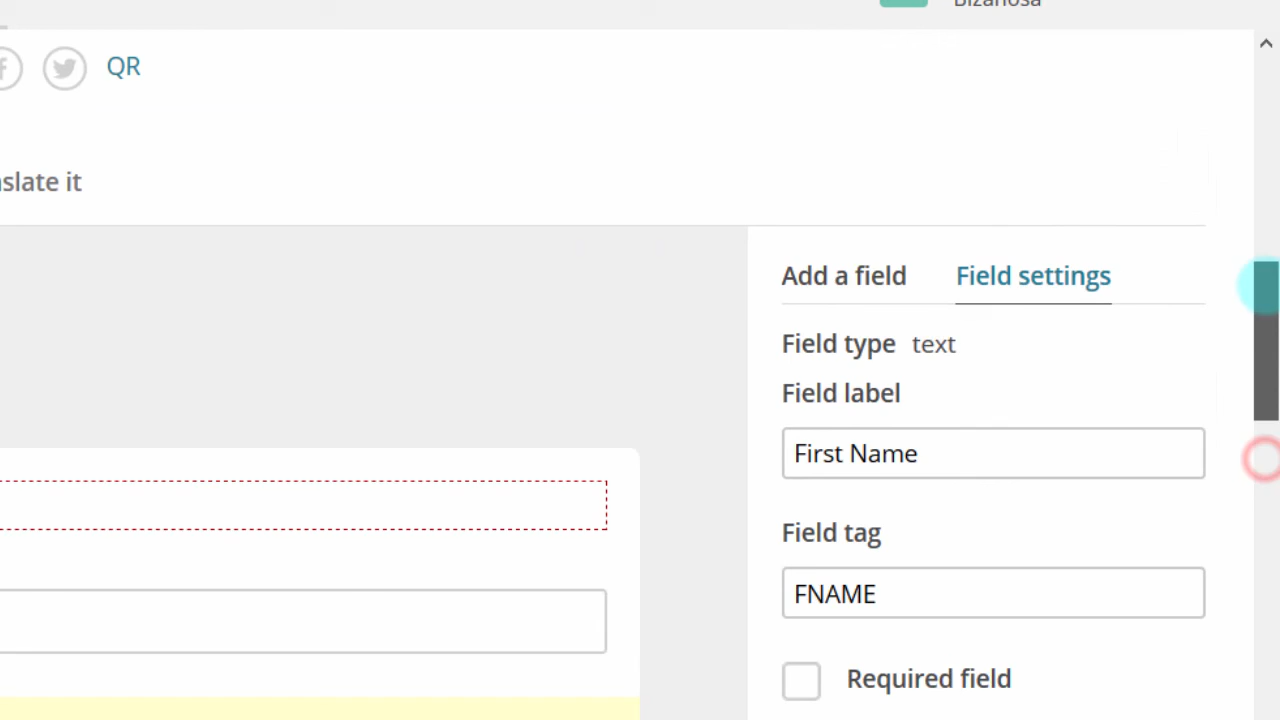 Bizanosa
QR
slate it
Add a field Field settings
Field type text
Field label
First Name
Field tag
FNAME
Required field